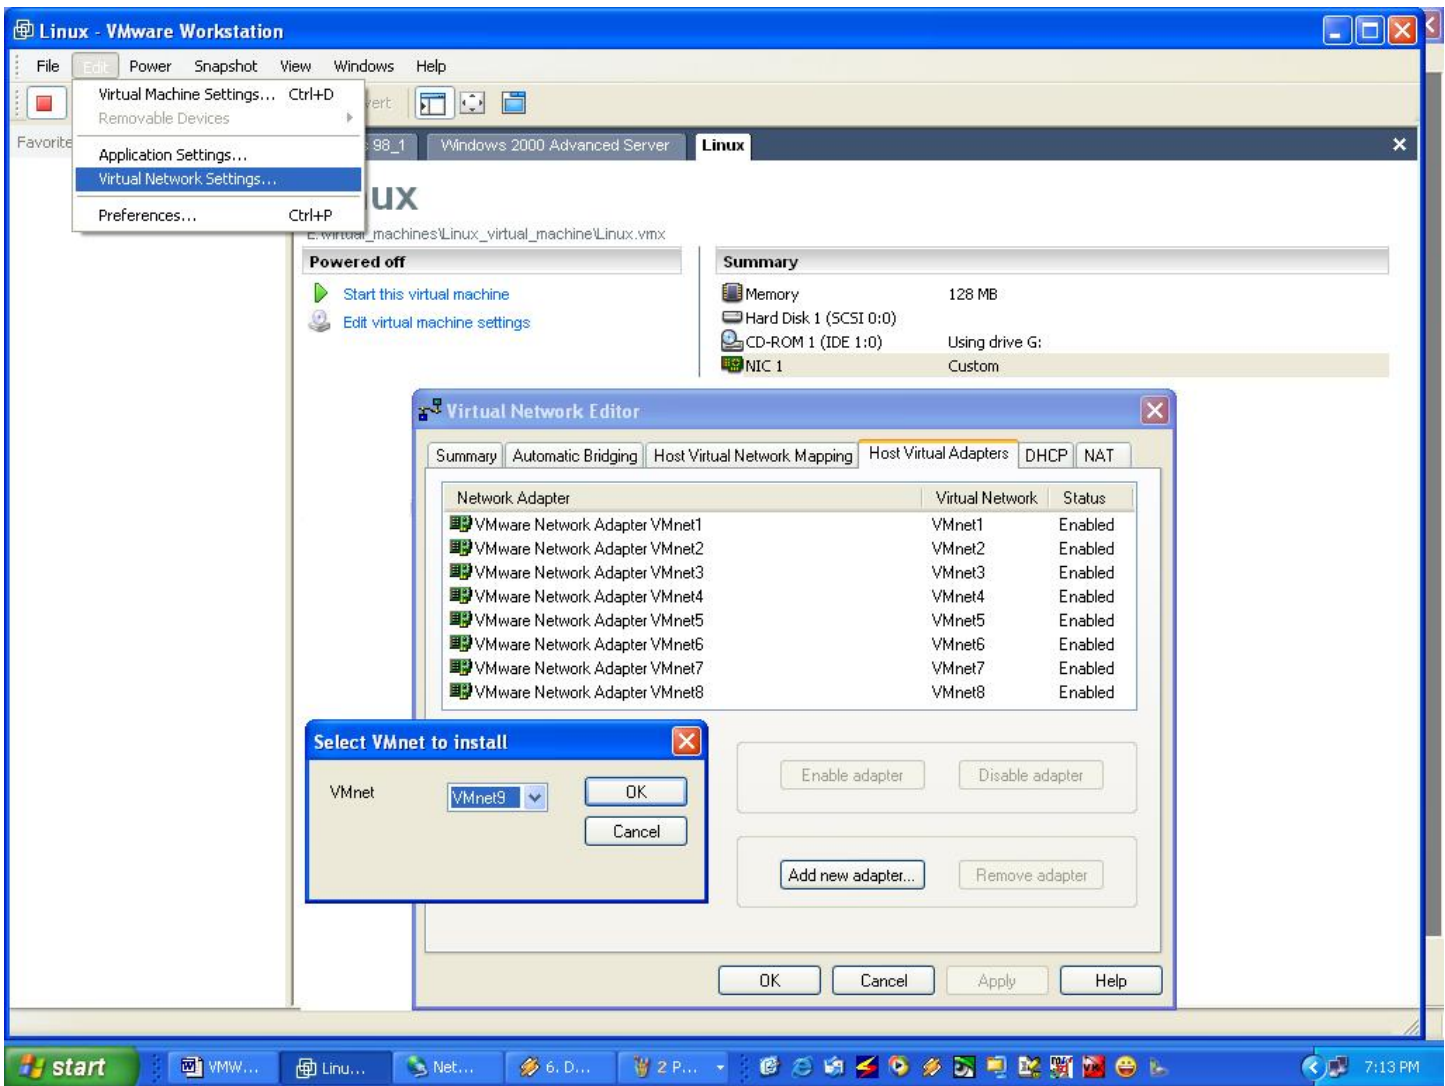 Linux - VMware Workstation
File Edit Power Snapshot View Windows Help
Virtual Machine Settings... Ctrl+D
Removable Devices
Application Settings...
Virtual Network Settings...
Preferences... Ctrl+P
Favorite
98_1 Windows 2000 Advanced Server Linux
ux
E:\virtual_machines\Linux_virtual_machine\Linux.vmx
Powered off
Start this virtual machine
Edit virtual machine settings
Summary
Memory 128 MB
Hard Disk 1 (SCSI 0:0)
CD-ROM 1 (IDE 1:0) Using drive G:
NIC 1 Custom
Virtual Network Editor
Summary Automatic Bridging Host Virtual Network Mapping Host Virtual Adapters DHCP NAT
Network Adapter Virtual Network Status
VMware Network Adapter VMnet1 VMnet1 Enabled
VMware Network Adapter VMnet2 VMnet2 Enabled
VMware Network Adapter VMnet3 VMnet3 Enabled
VMware Network Adapter VMnet4 VMnet4 Enabled
VMware Network Adapter VMnet5 VMnet5 Enabled
VMware Network Adapter VMnet6 VMnet6 Enabled
VMware Network Adapter VMnet7 VMnet7 Enabled
VMware Network Adapter VMnet8 VMnet8 Enabled
Select VMnet to install
VMnet VMnet9 OK
Cancel
Enable adapter Disable adapter
Add new adapter... Remove adapter
OK Cancel Apply Help
start VMW... Linu... Net... 6. D... 2 P... 7:13 PM